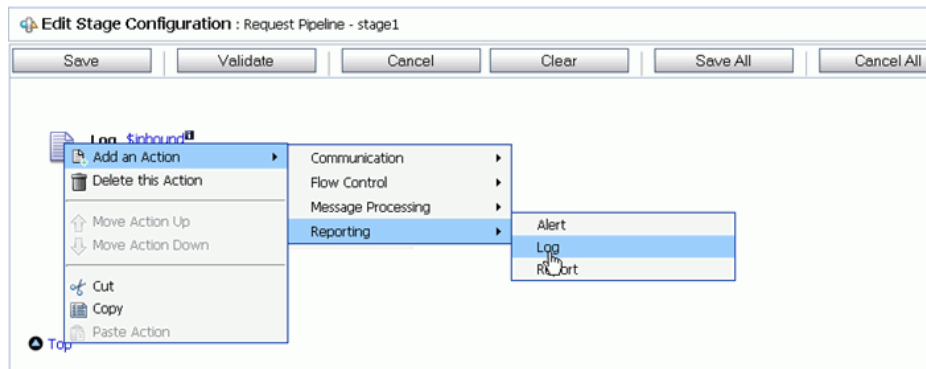 Edit Stage Configuration : Request Pipeline - stage1
Save Validate Cancel Clear Save All Cancel All
Log $inbound
Add an Action
Delete this Action
Move Action Up
Move Action Down
Cut
Copy
Paste Action
Communication
Flow Control
Message Processing
Reporting
Alert
Log
Report
Top